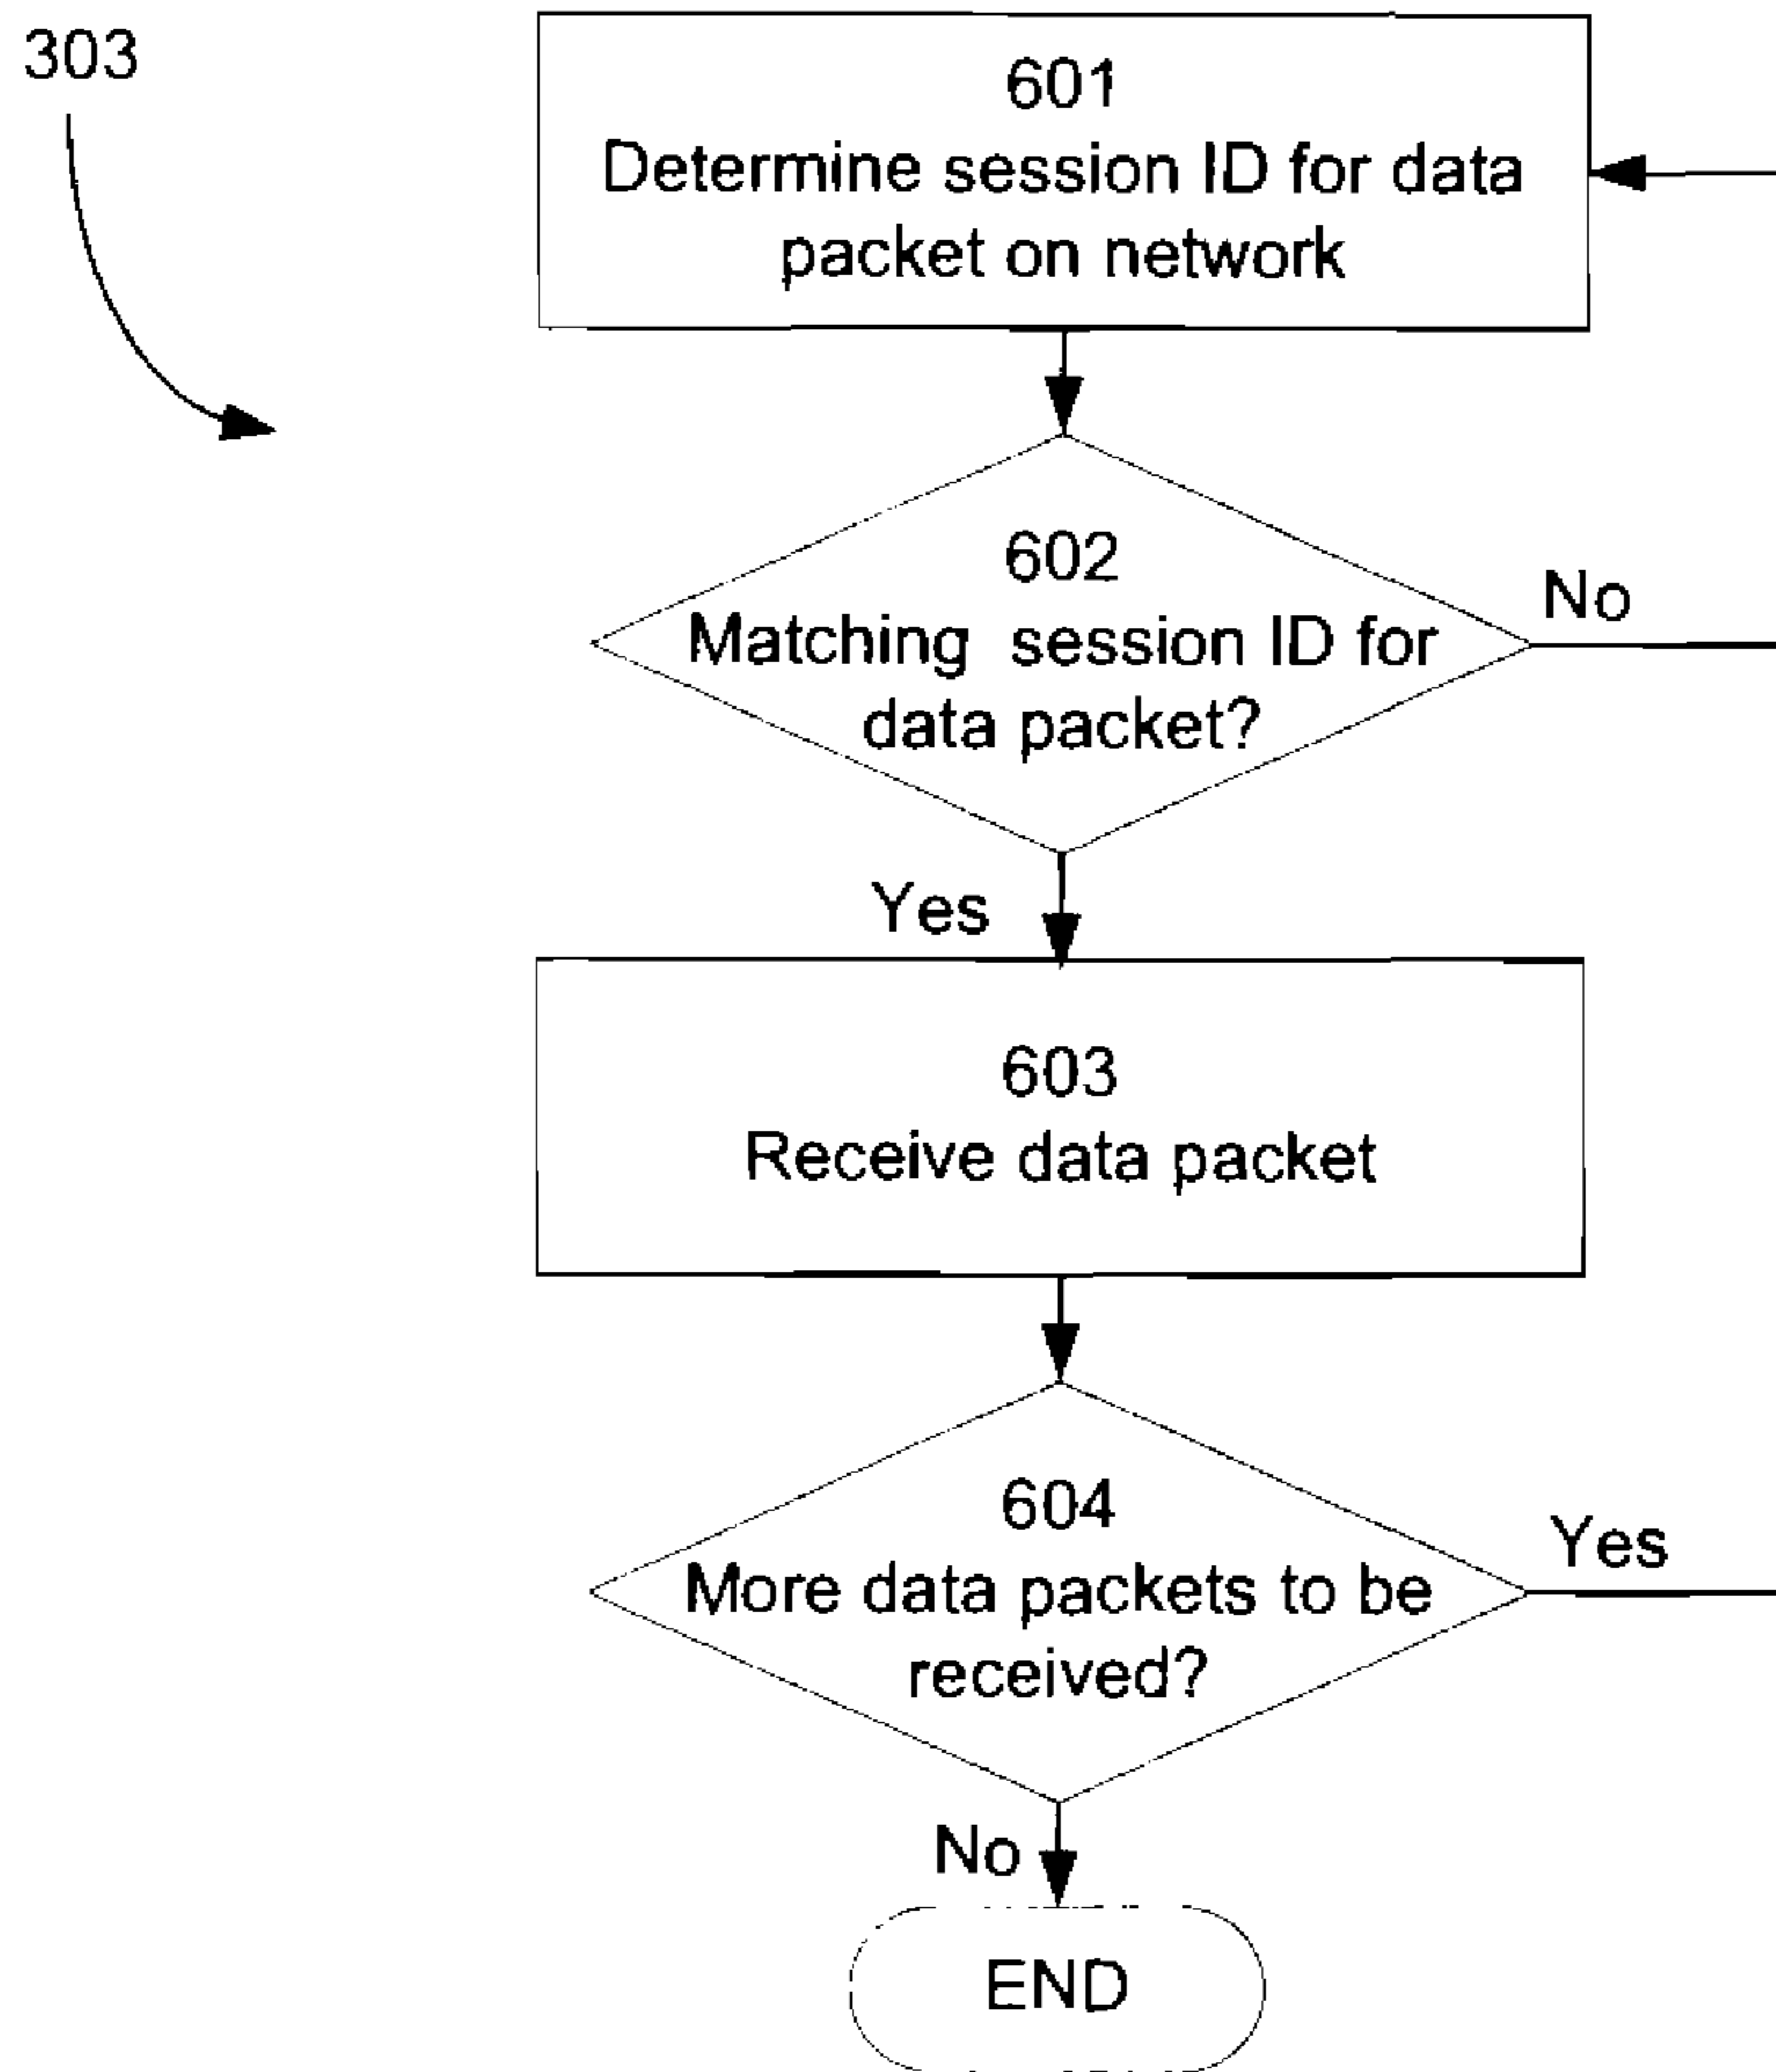 303
601
Determine session ID for data
packet on network
602
Matching session ID for
data packet?
No
Yes
603
Receive data packet
604
More data packets to be
received?
Yes
No
END